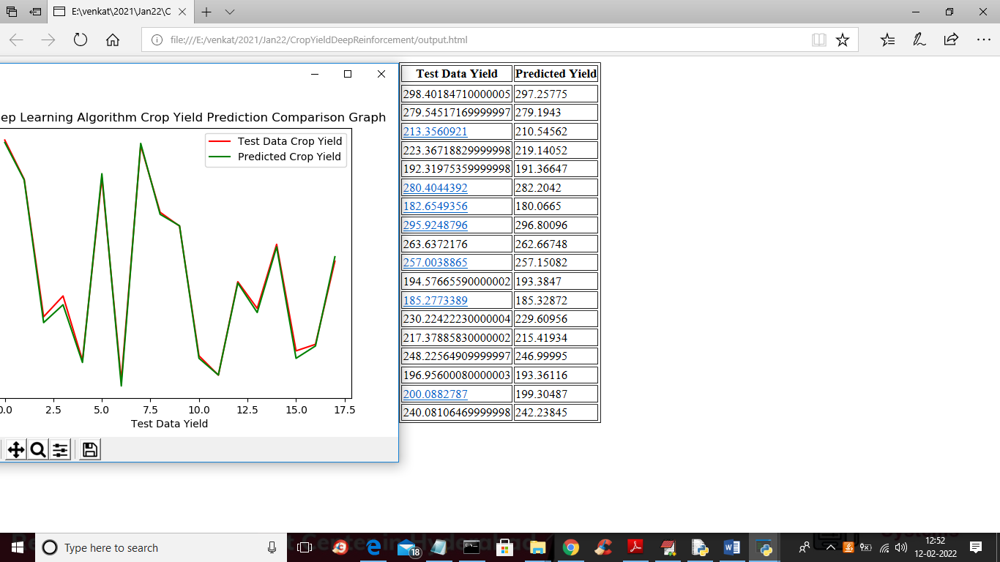 E:\venkat\2021\Jan22\C
file:///E:/venkat/2021/Jan22/CropYieldDeepReinforcement/output.html
ep Learning Algorithm Crop Yield Prediction Comparison Graph
Test Data Crop Yield
Predicted Crop Yield
0.0 2.5 5.0 7.5 10.0 12.5 15.0 17.5
Test Data Yield
Test Data Yield Predicted Yield
298.40184710000005 297.25775
279.54517169999997 279.1943
213.3560921 210.54562
223.36718829999998 219.14052
192.31975359999998 191.36647
280.4044392 282.2042
182.6549356 180.0665
295.9248796 296.80096
263.6372176 262.66748
257.0038865 257.15082
194.57665590000002 193.3847
185.2773389 185.32872
230.22422230000004 229.60956
217.37885830000002 215.41934
248.22564909999997 246.99995
196.95600080000003 193.36116
200.0882787 199.30487
240.08106469999998 242.23845
Type here to search
18
12:52
12-02-2022